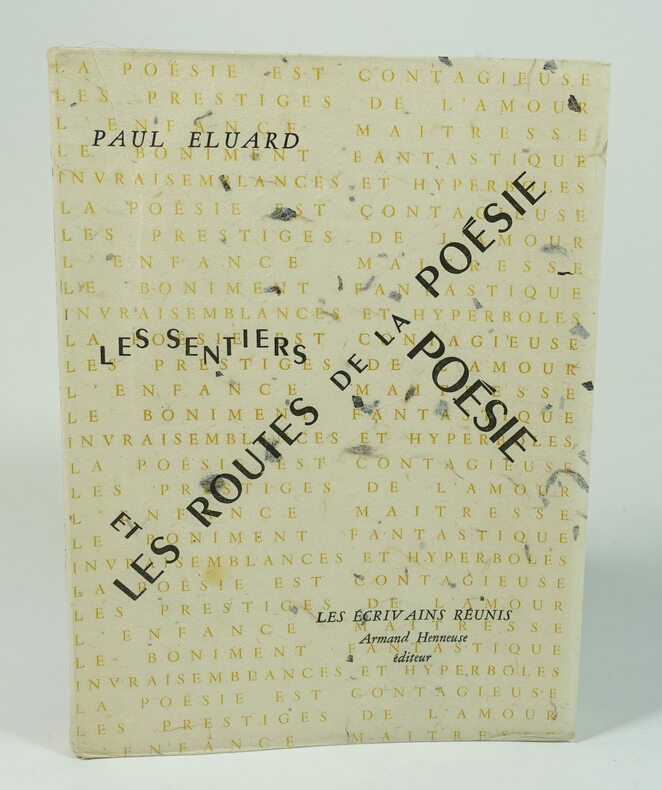 LA POÉSIE EST CONTAGIEUSE
LES PRESTIGES DE L'AMOUR
L'ENFANCE MAITRESSE
PAUL ELUARD
LE BONIMENT FANTASTIQUE
INVRAISEMBLANCES ET HYPERBOLES
LA POÉSIE EST CONTAGIEUSE
LES PRESTIGES DE L'AMOUR
L'ENFANCE MAITRESSE
LE BONIMENT FANTASTIQUE
INVRAISEMBLANCES ET HYPERBOLES
LA POÉSIE EST CONTAGIEUSE
LES SENTIERS
ET
LES ROUTES DE LA POÉSIE
POÉSIE
LES PRESTIGES DE L'AMOUR
L'ENFANCE MAITRESSE
LE BONIMENT FANTASTIQUE
INVRAISEMBLANCES ET HYPERBOLES
LA POÉSIE EST CONTAGIEUSE
LES PRESTIGES DE L'AMOUR
L'ENFANCE MAITRESSE
LE BONIMENT FANTASTIQUE
INVRAISEMBLANCES ET HYPERBOLES
LA POÉSIE EST CONTAGIEUSE
LES PRESTIGES DE L'AMOUR
LES ÉCRIVAINS RÉUNIS
L'ENFANCE MAITRESSE
Armand Henneuse
LE BONIMENT FANTASTIQUE
éditeur
INVRAISEMBLANCES ET HYPERBOLES
LA POÉSIE EST CONTAGIEUSE
LES PRESTIGES DE L'AMOUR
L'ENFANCE MAITRESSE